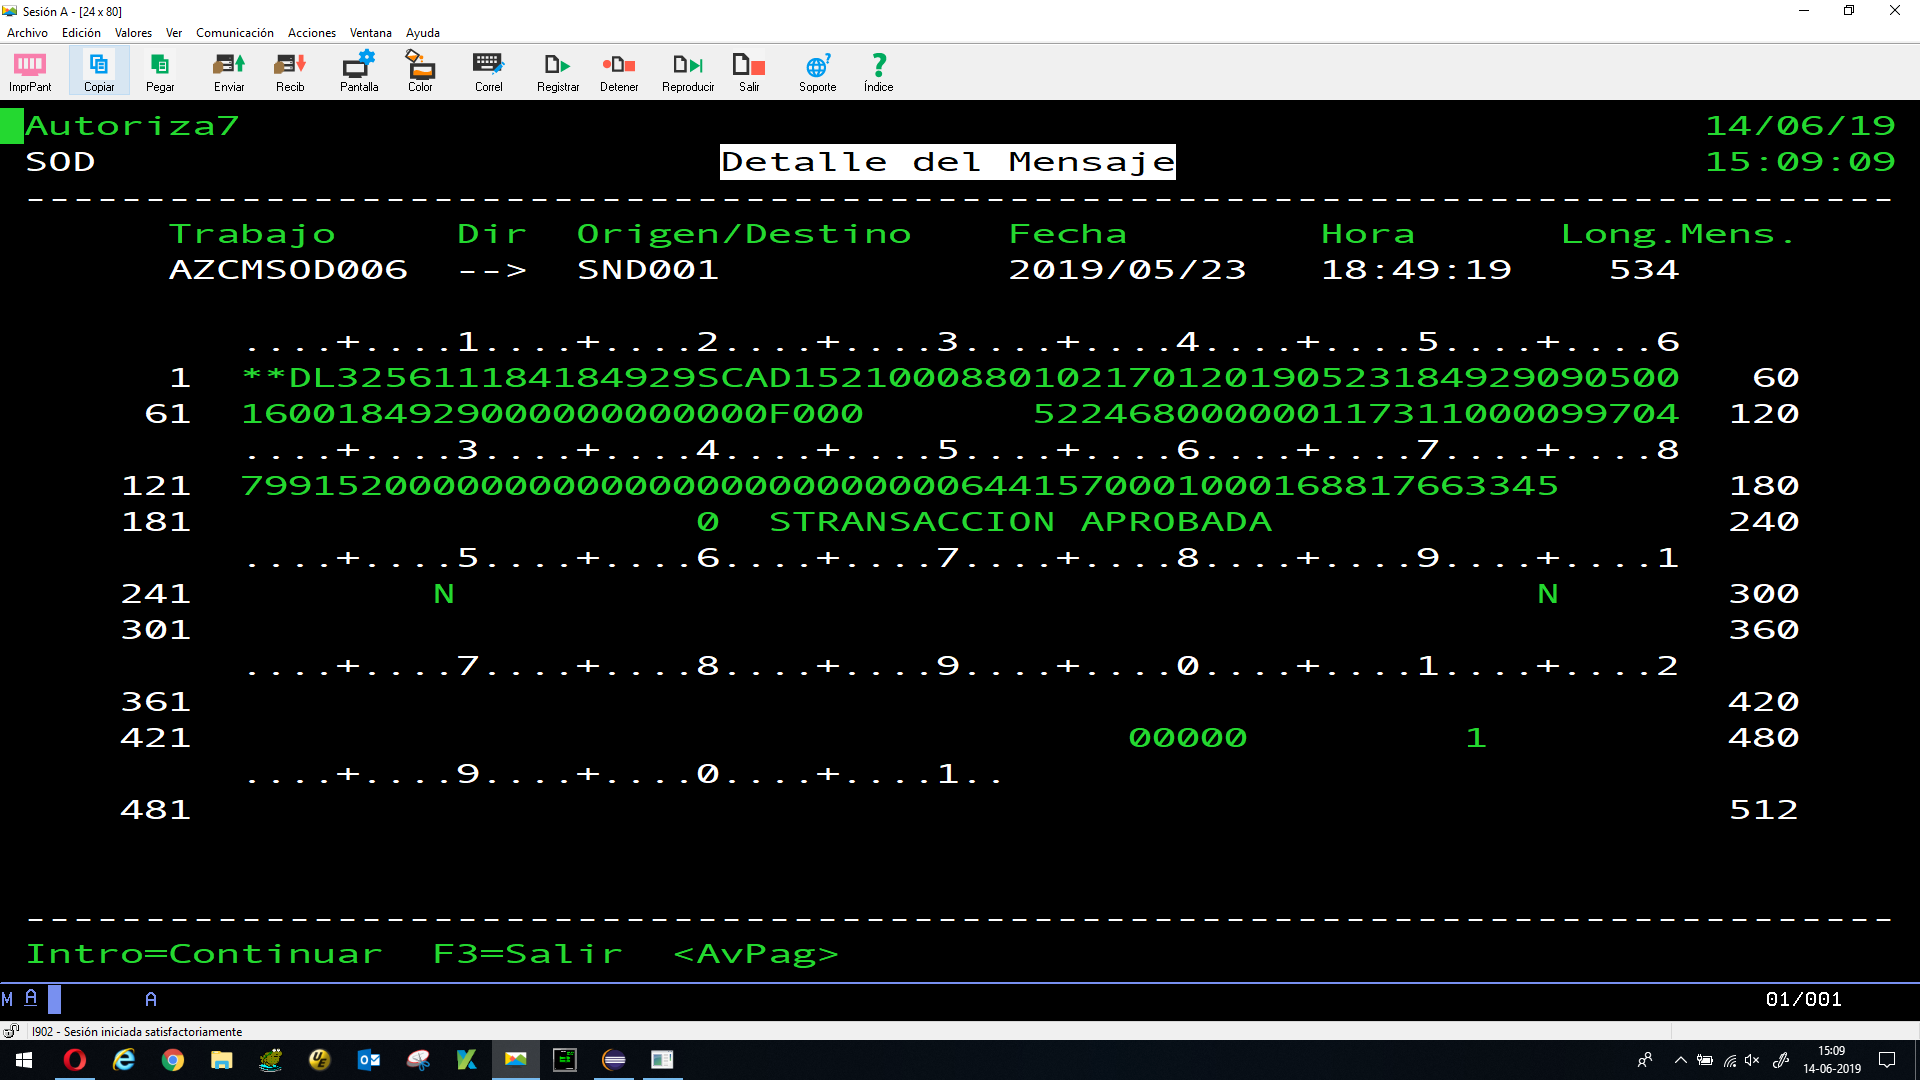 Sesión A - [24 x 80]
Archivo Edición Valores Ver Comunicación Acciones Ventana Ayuda
ImprPant Copiar Pegar Enviar Recib Pantalla Color Correl Registrar Detener Reproducir Salir Soporte Índice
Autoriza7 14/06/19
SOD Detalle del Mensaje 15:09:09
------------------------------------------------------------------------------
Trabajo Dir Origen/Destino Fecha Hora Long.Mens.
AZCMSOD006 --> SND001 2019/05/23 18:49:19 534
....+....1....+....2....+....3....+....4....+....5....+....6
1 **DL325611184184929SCAD1521000880102170120190523184929090500 60
61 16001849290000000000000F000       522468000000117311000099704 120
....+....3....+....4....+....5....+....6....+....7....+....8
121 7991520000000000000000000000006441570001000168817663345 180
181 0  STRANSACCION APROBADA 240
....+....5....+....6....+....7....+....8....+....9....+....1
241 N N 300
301 360
....+....7....+....8....+....9....+....0....+....1....+....2
361 420
421 00000 1 480
....+....9....+....0....+....1..
481 512
------------------------------------------------------------------------------
Intro=Continuar F3=Salir <AvPag>
M A A 01/001
I902 - Sesión iniciada satisfactoriamente
15:09
14-06-2019